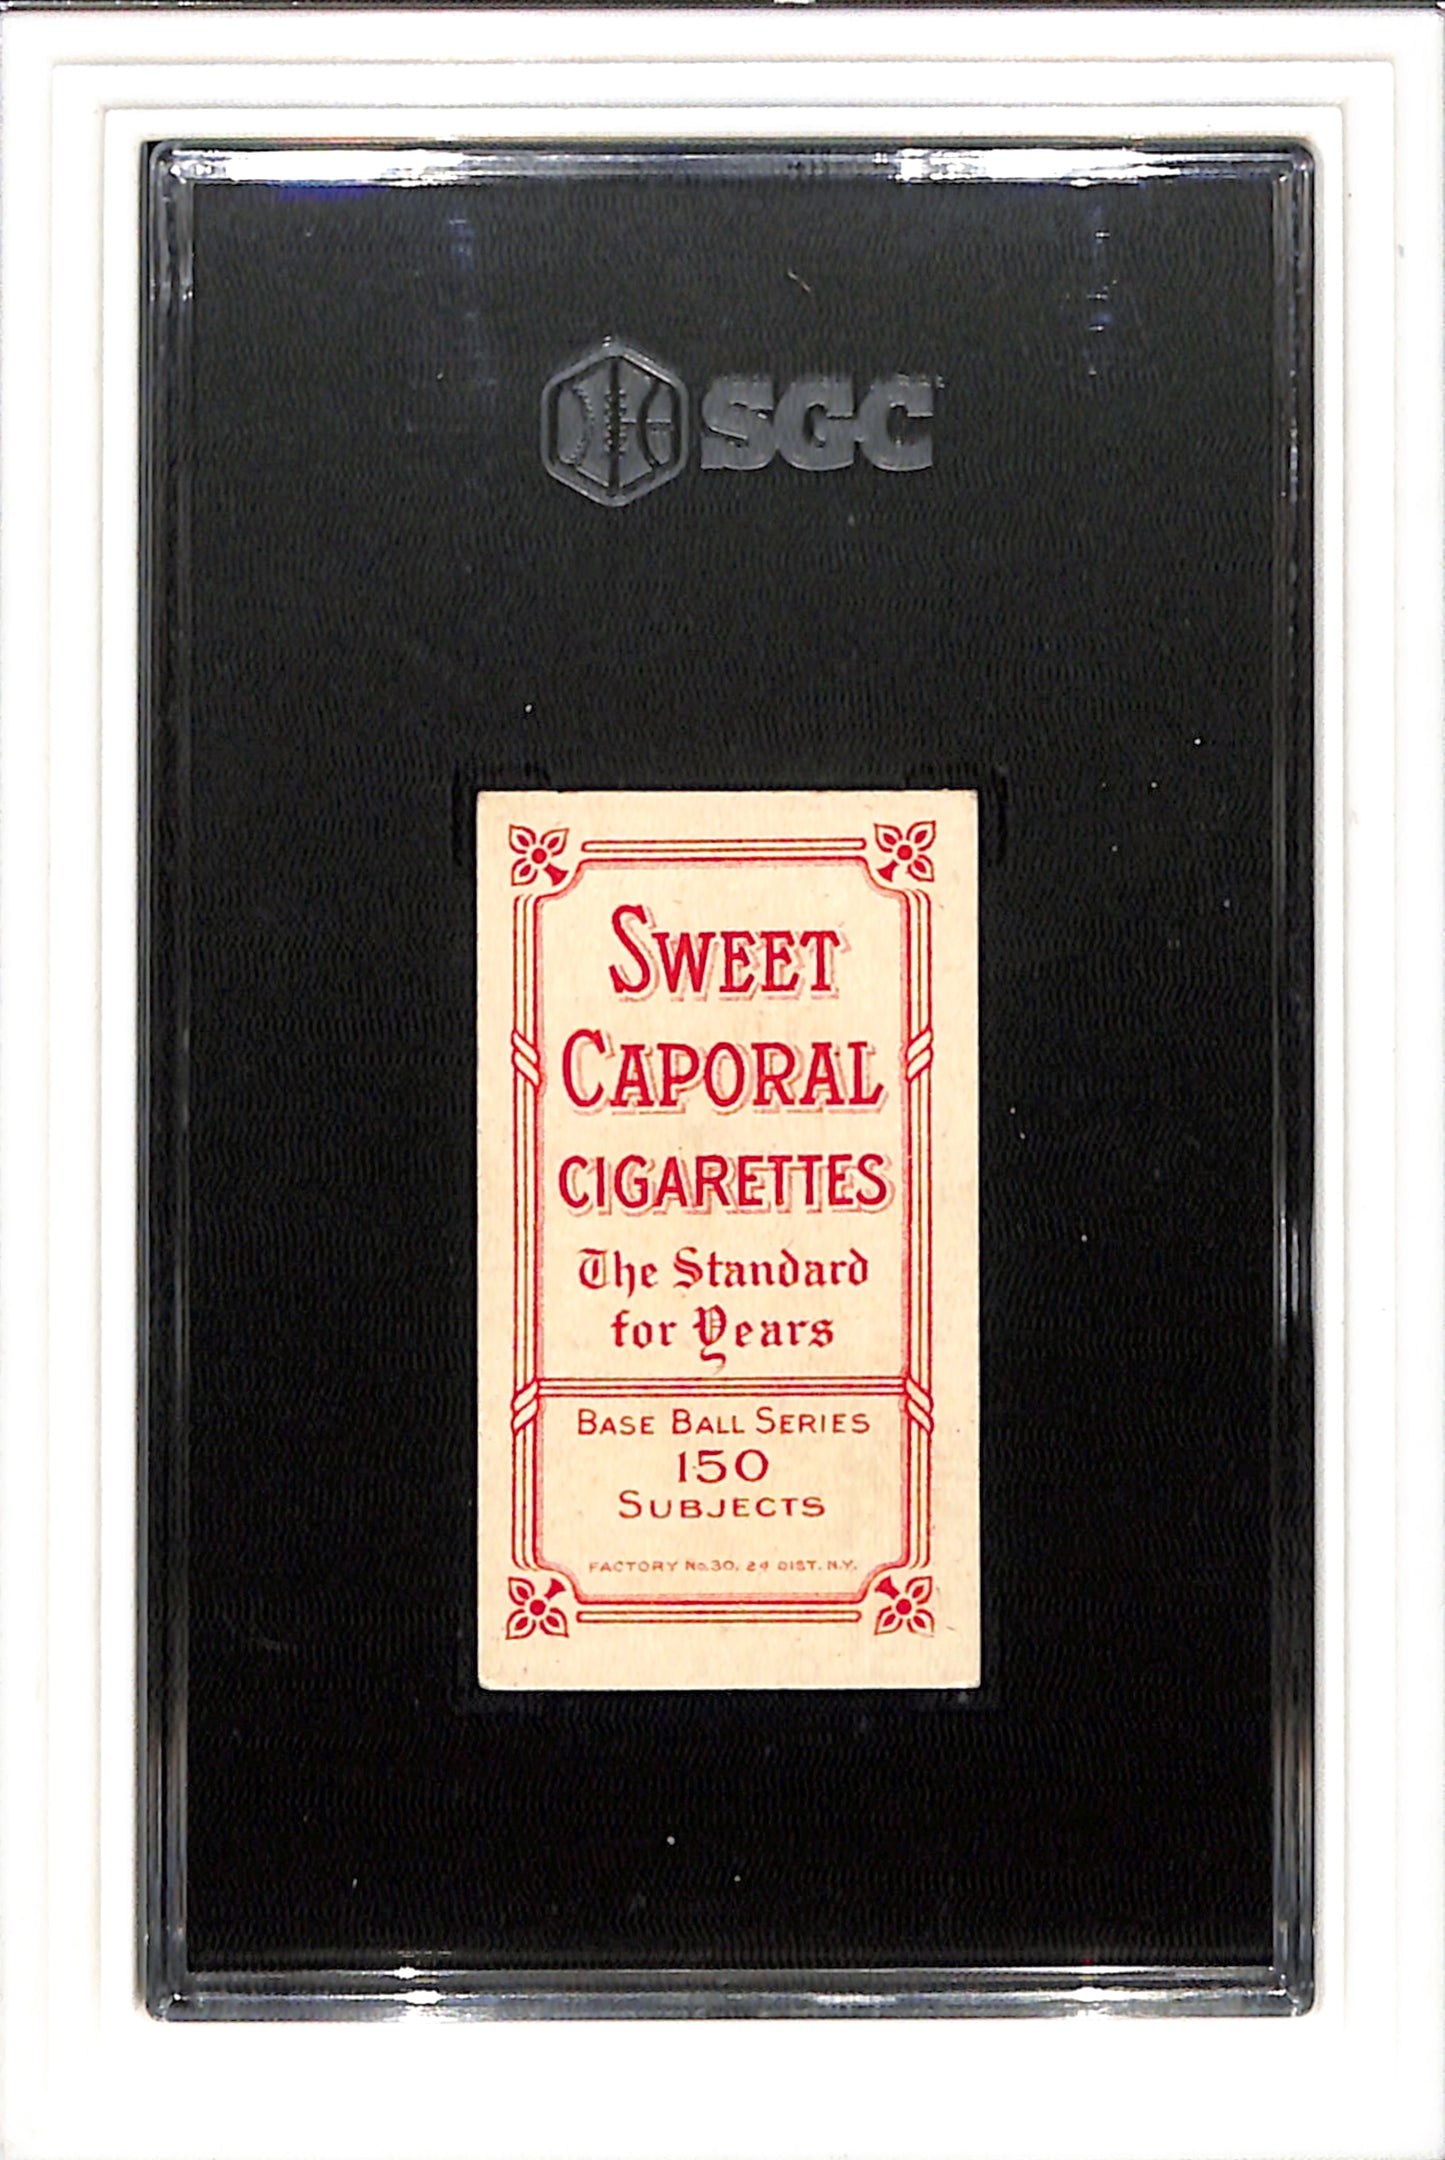 SGC
SWEET
CAPORAL
CIGARETTES
The Standard
for Years
BASE BALL SERIES
150
SUBJECTS
FACTORY No.30, 2d DIST. N.Y.